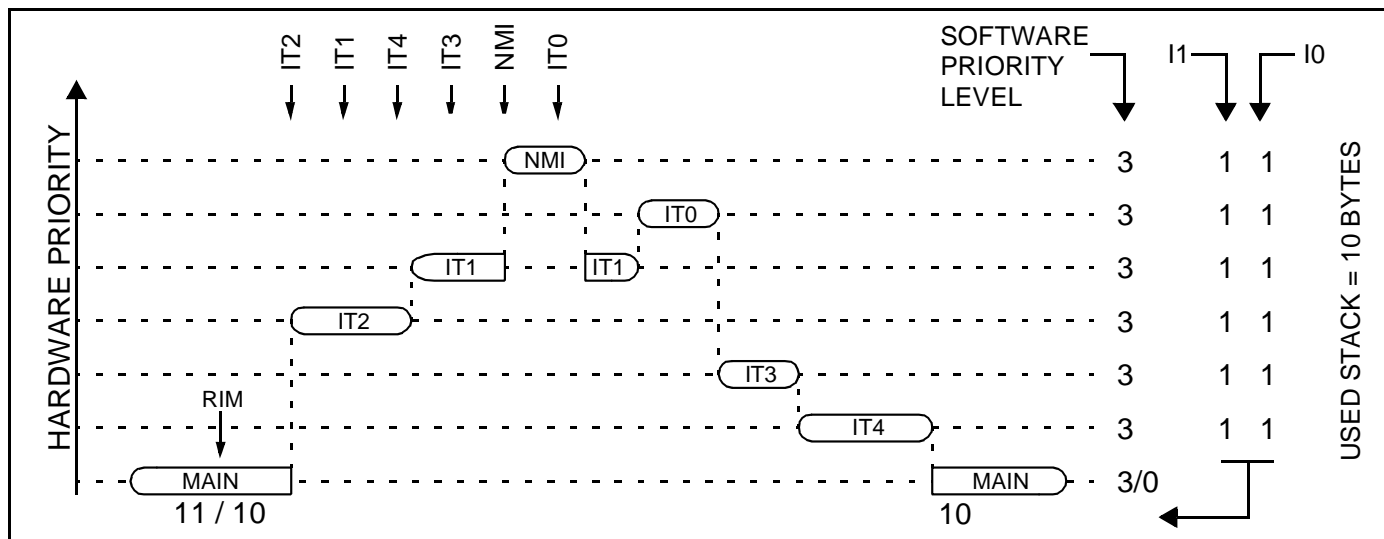 IT2
IT1
IT4
IT3
NMI
IT0
SOFTWARE
PRIORITY
LEVEL
I1
I0
HARDWARE PRIORITY
NMI
3
1 1
IT0
3
1 1
IT1
IT1
3
1 1
IT2
3
1 1
IT3
3
1 1
RIM
IT4
3
1 1
MAIN
MAIN
3/0
11 / 10
10
USED STACK = 10 BYTES